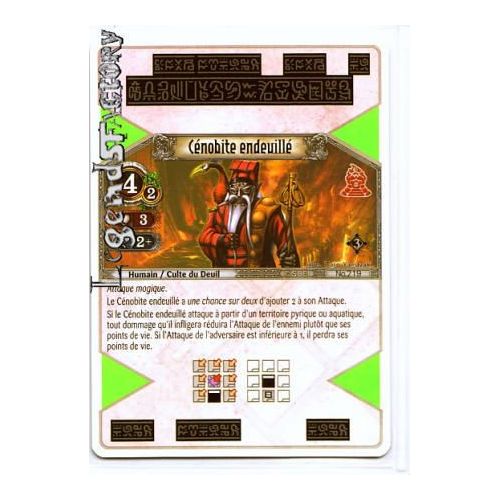 LegendsFactory
Cénobite endeuillé
4
2
3
2+
3
Humain / Culte du Deuil
No.219
Attaque magique.
Le Cénobite endeuillé a une chance sur deux d'ajouter 2 à son Attaque.
Si le Cénobite endeuillé attaque à partir d'un territoire pyrique ou aquatique,
tout dommage qu'il infligera réduira l'Attaque de l'ennemi plutôt que ses
points de vie. Si l'Attaque de l'adversaire est inférieure à 1, il perdra ses
points de vie.